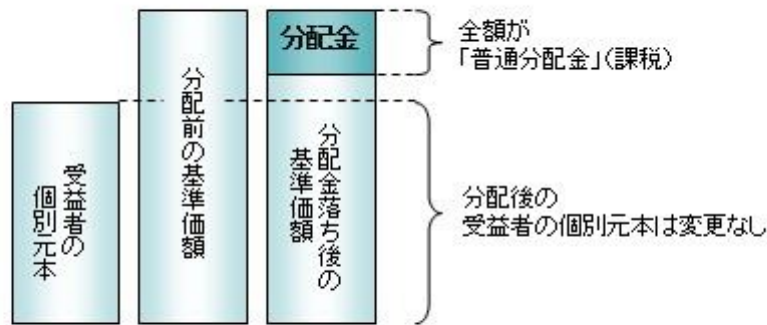 受益者の
個別元本
分配前の基準価額
分配金
分配金落ち後の
基準価額
全額が
「普通分配金」(課税)
分配後の
受益者の個別元本は変更なし